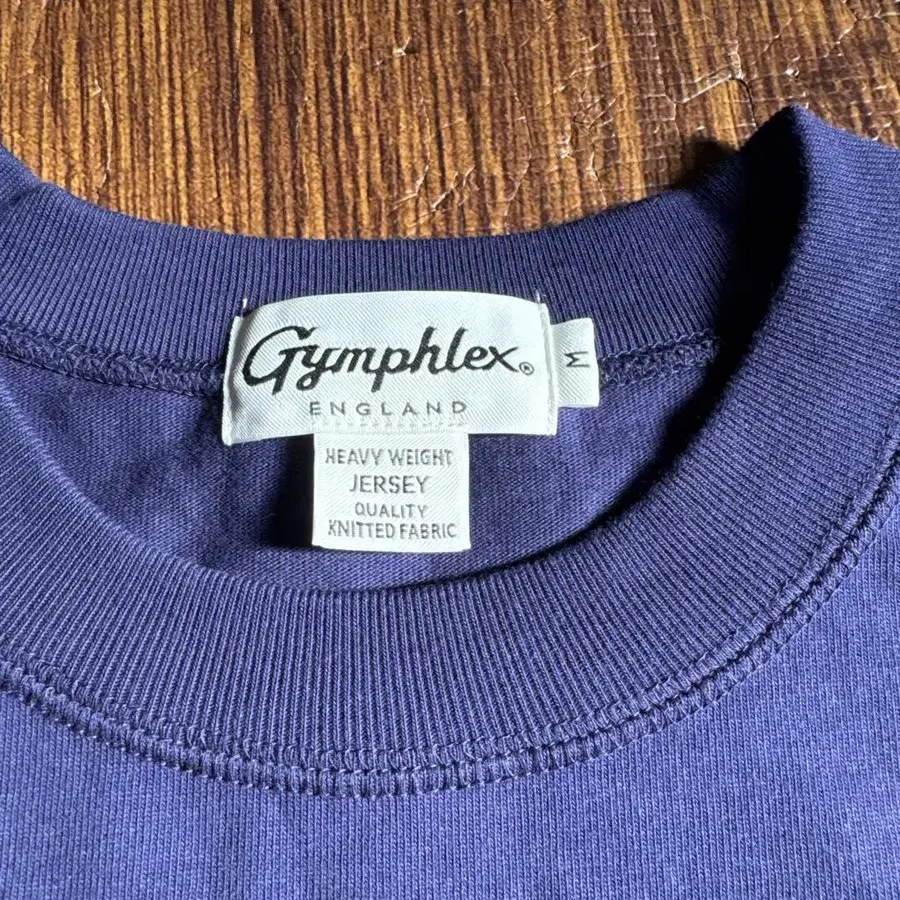 Gymphlex®
ENGLAND
M
HEAVY WEIGHT
JERSEY
QUALITY
KNITTED FABRIC